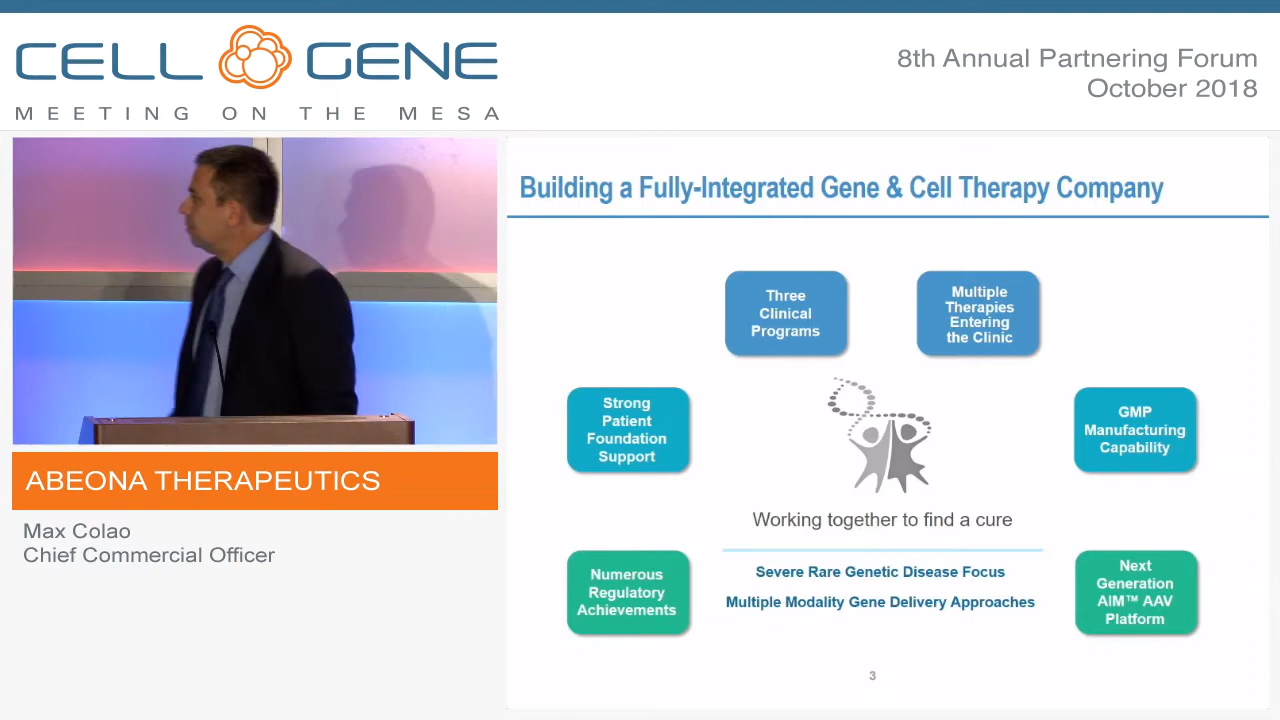 CELL GENE
MEETING ON THE MESA
8th Annual Partnering Forum
October 2018
ABEONA THERAPEUTICS
Max Colao
Chief Commercial Officer
Building a Fully-Integrated Gene & Cell Therapy Company
Three
Clinical
Programs
Multiple
Therapies
Entering
the Clinic
Strong
Patient
Foundation
Support
GMP
Manufacturing
Capability
Working together to find a cure
Numerous
Regulatory
Achievements
Severe Rare Genetic Disease Focus
Multiple Modality Gene Delivery Approaches
Next
Generation
AIM™ AAV
Platform
3